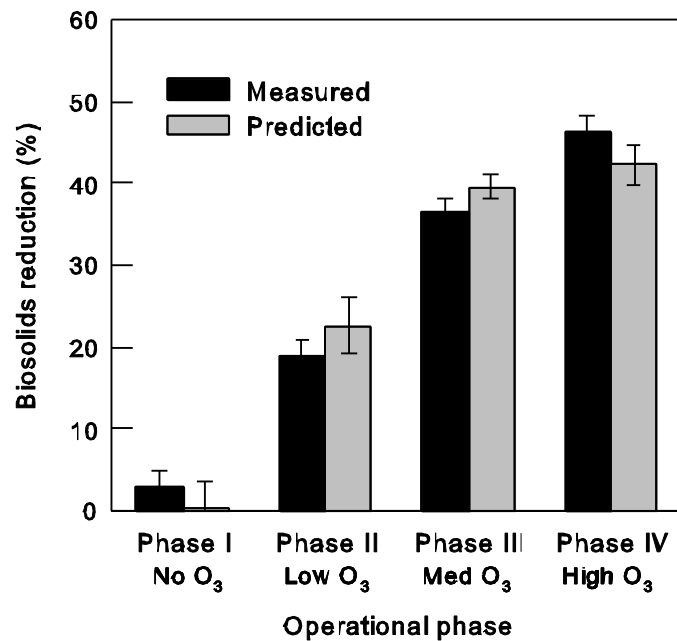 60
50
40
30
20
10
0
Biosolids reduction (%)
Measured
Predicted
Phase I
No O₃
Phase II
Low O₃
Phase III
Med O₃
Phase IV
High O₃
Operational phase